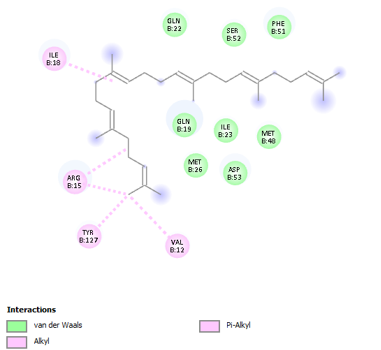 GLN
B:22
SER
B:52
PHE
B:51
ILE
B:18
GLN
B:19
ILE
B:23
MET
B:48
MET
B:26
ASP
B:53
ARG
B:15
TYR
B:127
VAL
B:12
Interactions
van der Waals
Pi-Alkyl
Alkyl